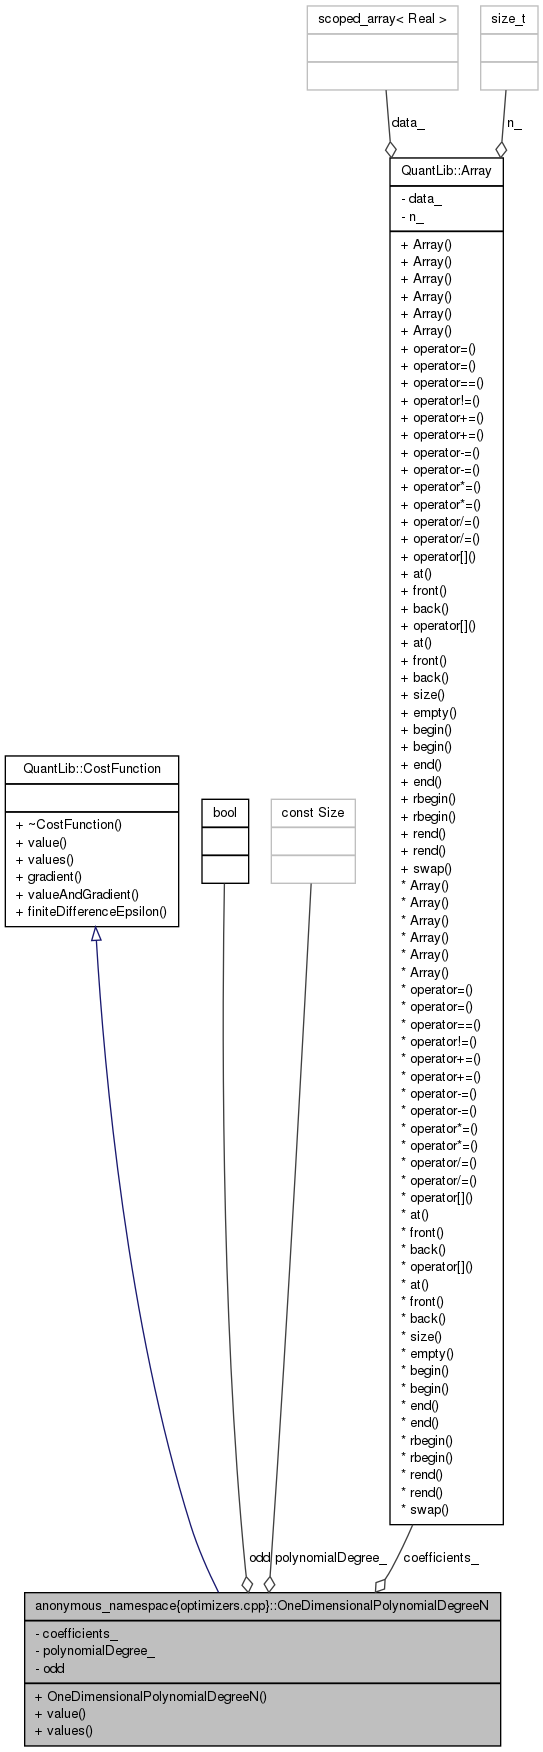 scoped_array< Real >
size_t
data_
n_
QuantLib::Array
- data_
- n_
+ Array()
+ Array()
+ Array()
+ Array()
+ Array()
+ Array()
+ operator=()
+ operator=()
+ operator==()
+ operator!=()
+ operator+=()
+ operator+=()
+ operator-=()
+ operator-=()
+ operator*=()
+ operator*=()
+ operator/=()
+ operator/=()
+ operator[]()
+ at()
+ front()
+ back()
+ operator[]()
+ at()
+ front()
+ back()
+ size()
+ empty()
+ begin()
+ begin()
+ end()
+ end()
+ rbegin()
+ rbegin()
+ rend()
+ rend()
+ swap()
* Array()
* Array()
* Array()
* Array()
* Array()
* Array()
* operator=()
* operator=()
* operator==()
* operator!=()
* operator+=()
* operator+=()
* operator-=()
* operator-=()
* operator*=()
* operator*=()
* operator/=()
* operator/=()
* operator[]()
* at()
* front()
* back()
* operator[]()
* at()
* front()
* back()
* size()
* empty()
* begin()
* begin()
* end()
* end()
* rbegin()
* rbegin()
* rend()
* rend()
* swap()
QuantLib::CostFunction
+ ~CostFunction()
+ value()
+ values()
+ gradient()
+ valueAndGradient()
+ finiteDifferenceEpsilon()
bool
const Size
odd
polynomialDegree_
coefficients_
anonymous_namespace{optimizers.cpp}::OneDimensionalPolynomialDegreeN
- coefficients_
- polynomialDegree_
- odd
+ OneDimensionalPolynomialDegreeN()
+ value()
+ values()